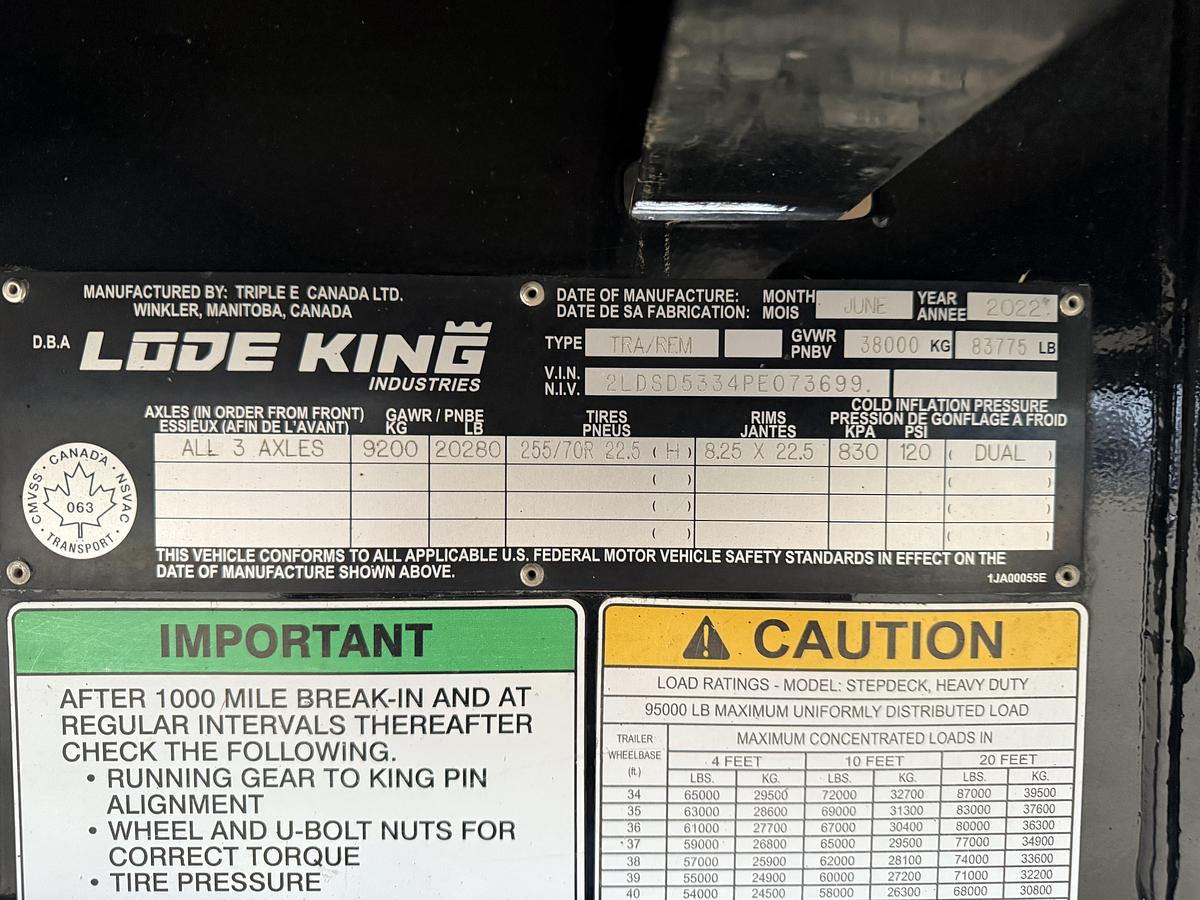 MANUFACTURED BY: TRIPLE E CANADA LTD.
WINKLER, MANITOBA, CANADA
D.B.A LODE KING
INDUSTRIES
DATE OF MANUFACTURE: MONTH JUNE YEAR 2022
DATE DE SA FABRICATION: MOIS ANNEE
TYPE TRA/REM GVWR 38000 KG 83775 LB
PNBV
V.I.N. 2LDSD5334PE073699.
N.I.V.
AXLES (IN ORDER FROM FRONT) GAWR / PNBE TIRES RIMS COLD INFLATION PRESSURE
ESSIEUX (AFIN DE L'AVANT) KG LB PNEUS JANTES PRESSION DE GONFLAGE A FROID
KPA PSI
ALL 3 AXLES 9200 20280 255/70R 22.5 ( H ) 8.25 X 22.5 830 120 ( DUAL )
( ) ( )
( ) ( )
( ) ( )
CANADA
CMVSS · NSVAC
063
TRANSPORT
THIS VEHICLE CONFORMS TO ALL APPLICABLE U.S. FEDERAL MOTOR VEHICLE SAFETY STANDARDS IN EFFECT ON THE
DATE OF MANUFACTURE SHOWN ABOVE.
1JA00055E
IMPORTANT
AFTER 1000 MILE BREAK-IN AND AT
REGULAR INTERVALS THEREAFTER
CHECK THE FOLLOWING.
• RUNNING GEAR TO KING PIN
ALIGNMENT
• WHEEL AND U-BOLT NUTS FOR
CORRECT TORQUE
• TIRE PRESSURE
CAUTION
LOAD RATINGS - MODEL: STEPDECK, HEAVY DUTY
95000 LB MAXIMUM UNIFORMLY DISTRIBUTED LOAD
TRAILER WHEELBASE (ft.) MAXIMUM CONCENTRATED LOADS IN
4 FEET 10 FEET 20 FEET
LBS. KG. LBS. KG. LBS. KG.
34 65000 29500 72000 32700 87000 39500
35 63000 28600 69000 31300 83000 37600
36 61000 27700 67000 30400 80000 36300
37 59000 26800 65000 29500 77000 34900
38 57000 25900 62000 28100 74000 33600
39 55000 24900 60000 27200 71000 32200
40 54000 24500 58000 26300 68000 30800